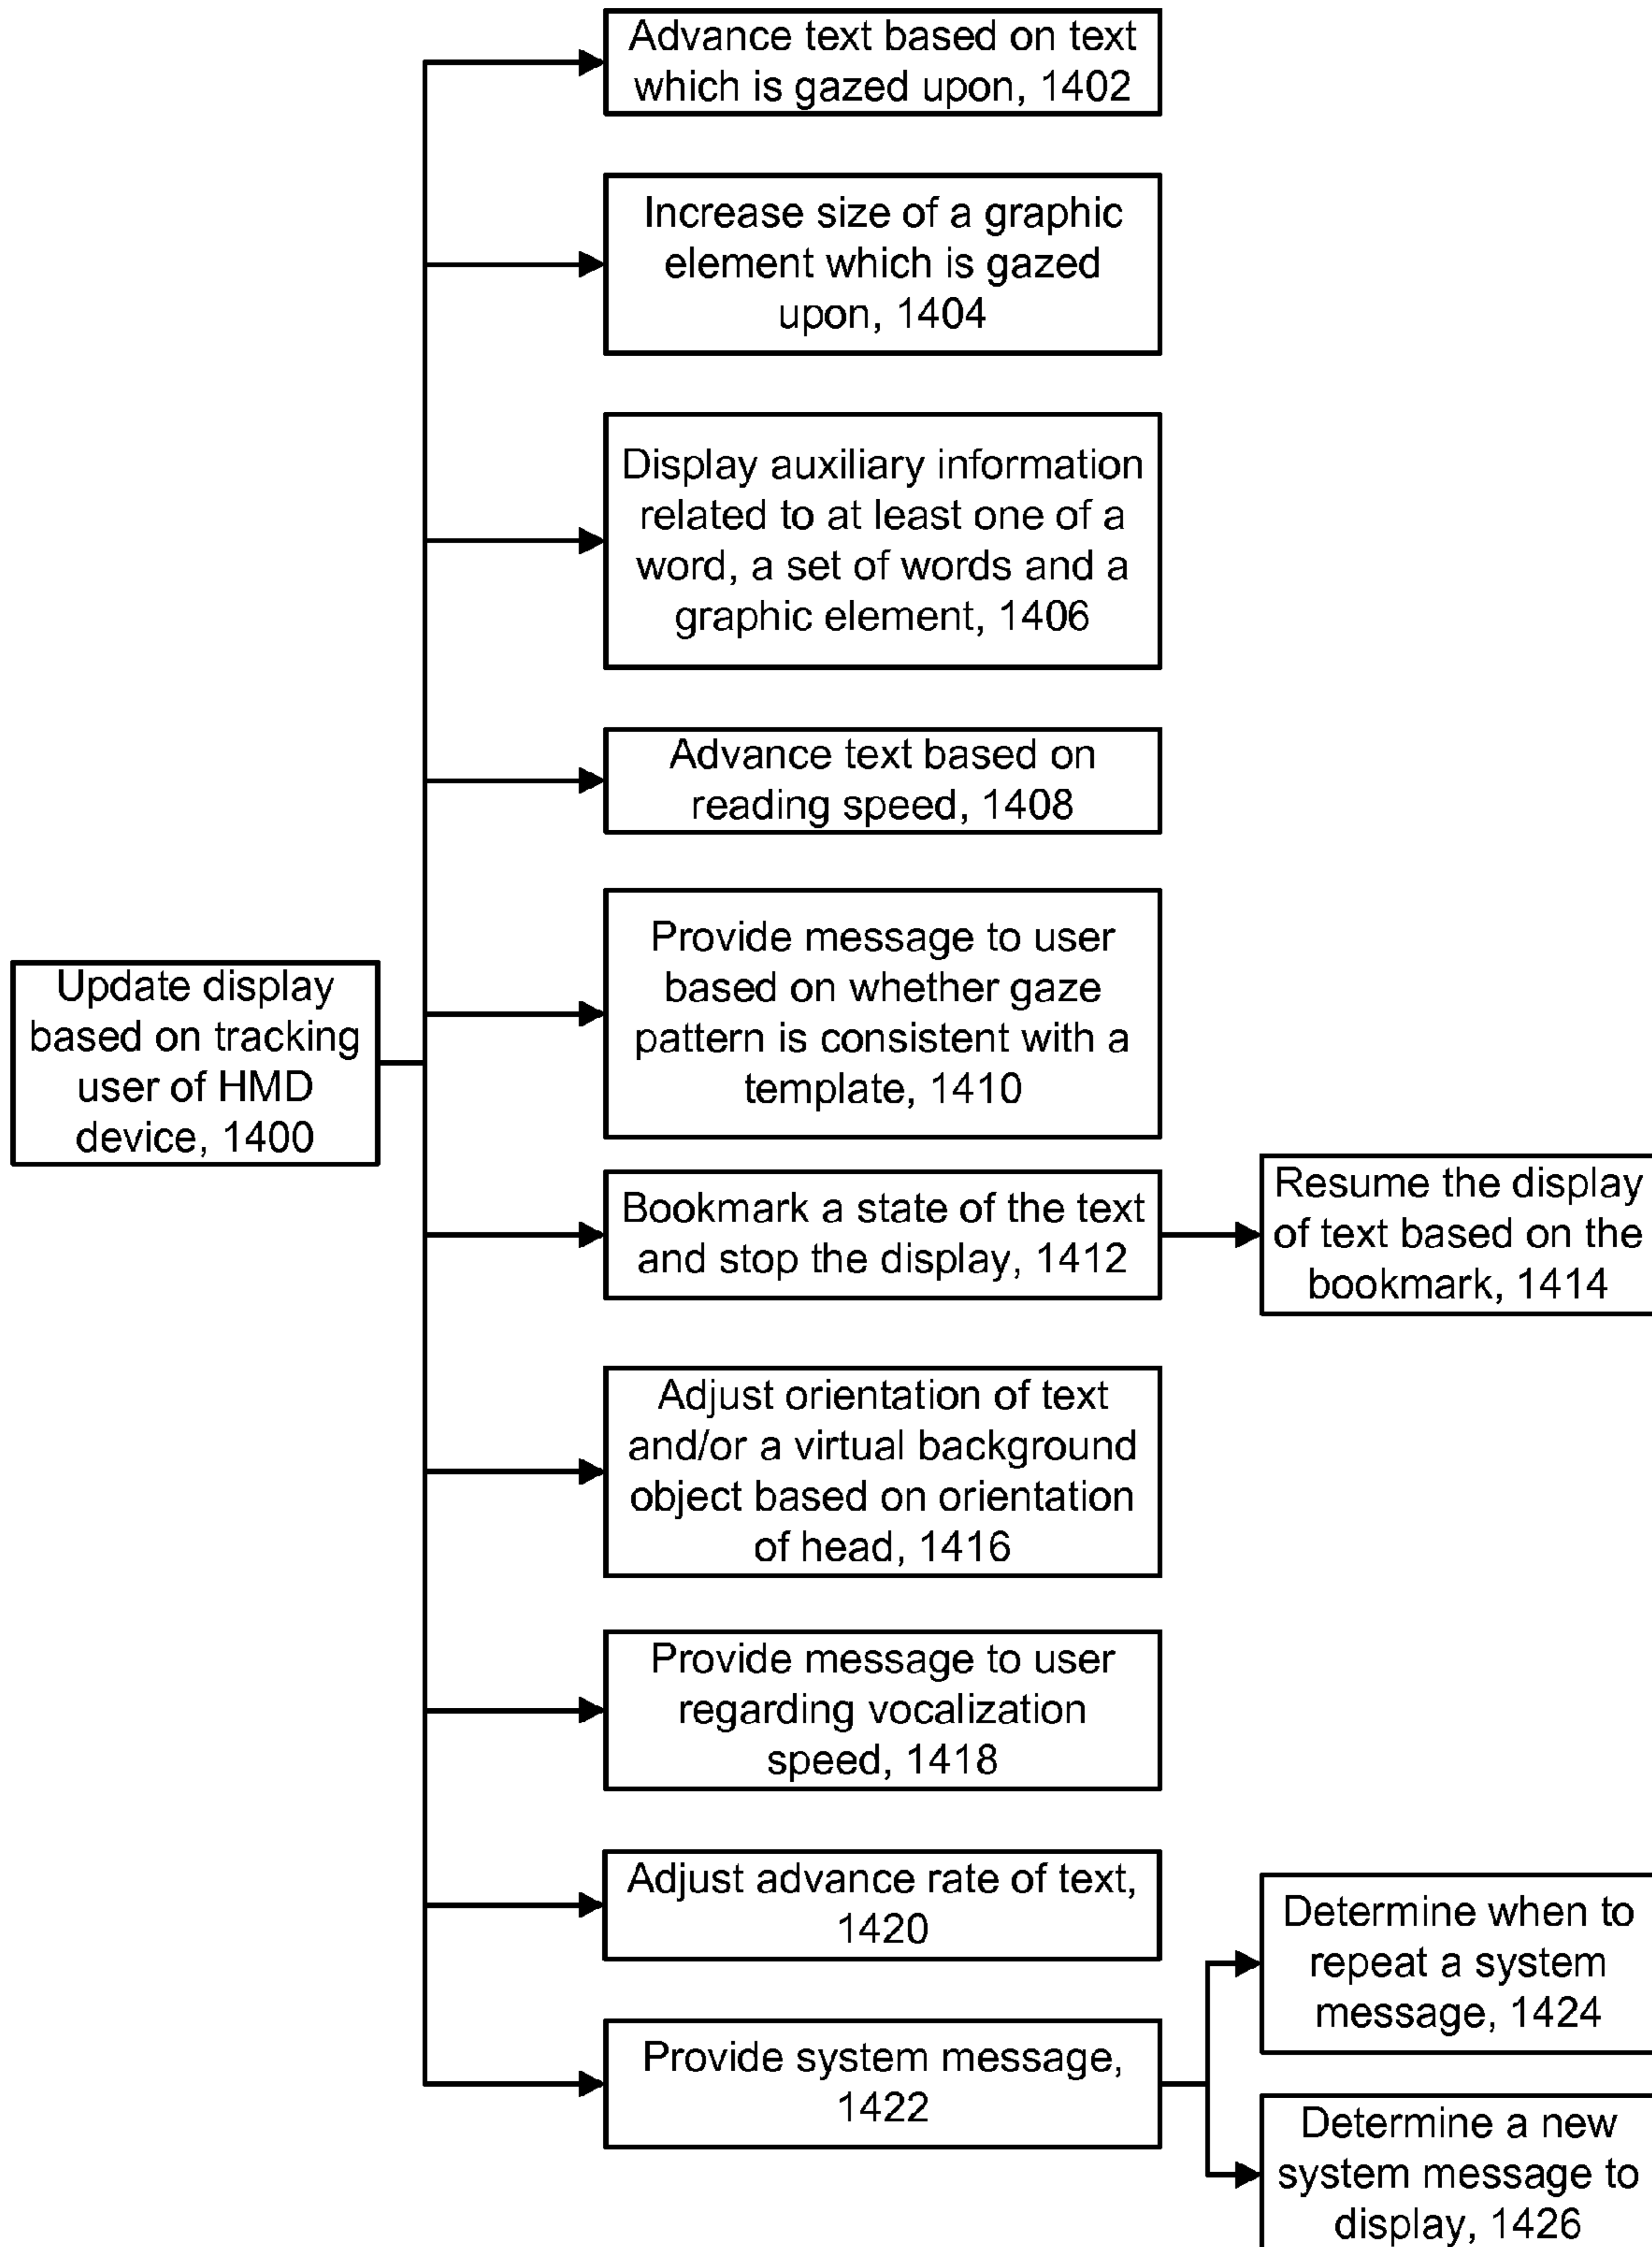 Advance text based on text
which is gazed upon, 1402
Increase size of a graphic
element which is gazed
upon, 1404
Display auxiliary information
related to at least one of a
word, a set of words and a
graphic element, 1406
Advance text based on
reading speed, 1408
Provide message to user
based on whether gaze
pattern is consistent with a
template, 1410
Update display
based on tracking
user of HMD
device, 1400
Bookmark a state of the text
and stop the display, 1412
Resume the display
of text based on the
bookmark, 1414
Adjust orientation of text
and/or a virtual background
object based on orientation
of head, 1416
Provide message to user
regarding vocalization
speed, 1418
Adjust advance rate of text,
1420
Provide system message,
1422
Determine when to
repeat a system
message, 1424
Determine a new
system message to
display, 1426